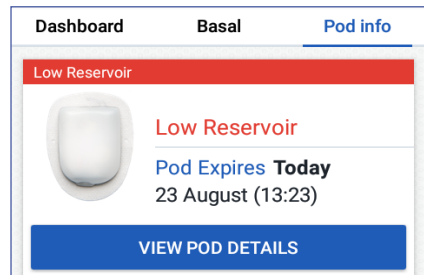 Dashboard Basal Pod info
Low Reservoir
Low Reservoir
Pod Expires Today
23 August (13:23)
VIEW POD DETAILS